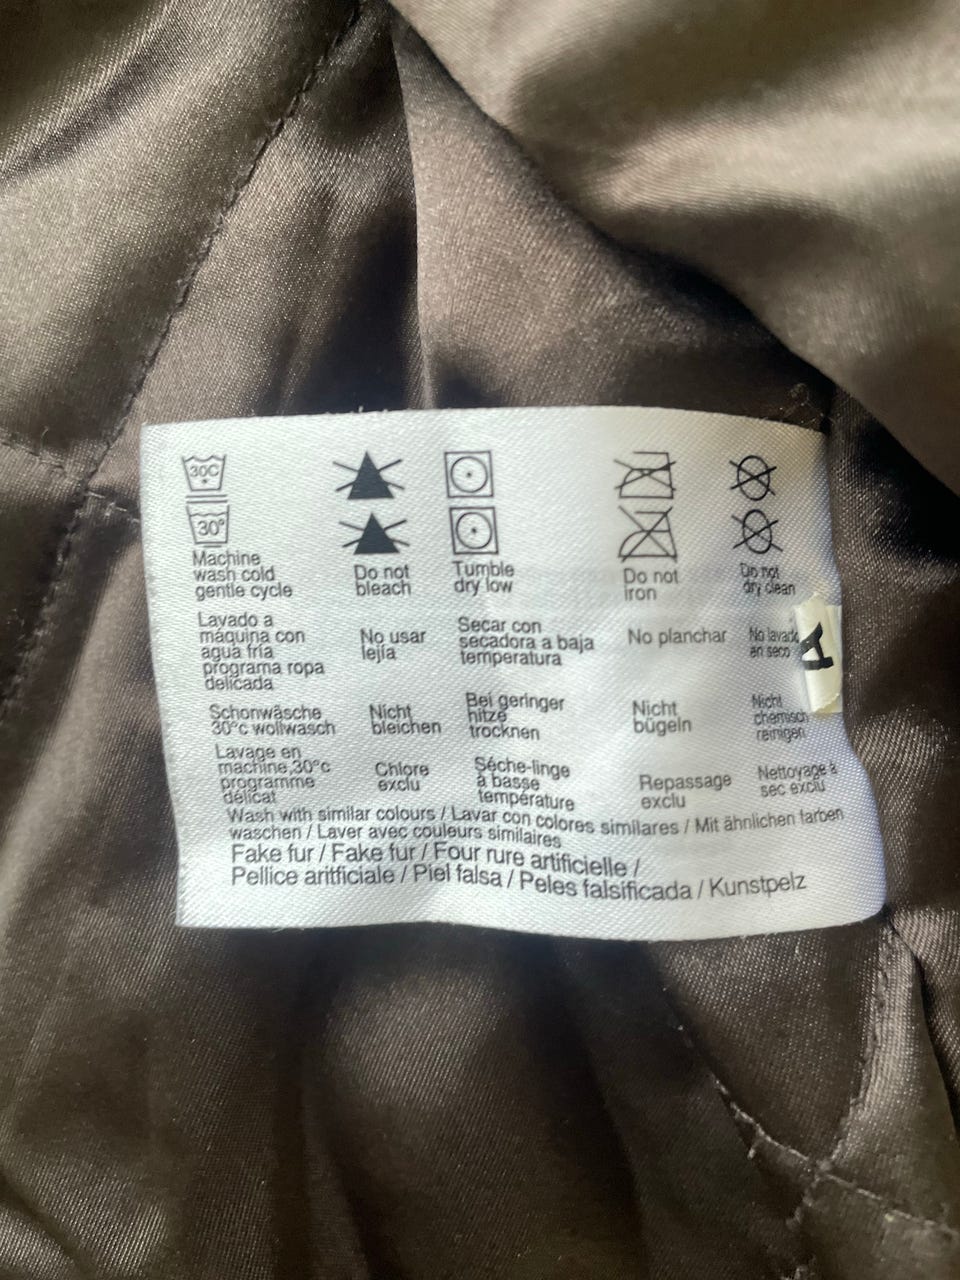 30C
30°
Machine
wash cold
gentle cycle
Do not
bleach
Tumble
dry low
Do not
iron
Do not
dry clean
Lavado a
máquina con
agua fría
programa ropa
delicada
No usar
lejía
Secar con
secadora a baja
temperatura
No planchar
No lavado
en seco
Schonwäsche
30°c wollwasch
Nicht
bleichen
Bei geringer
hitze
trocknen
Nicht
bügeln
Nicht
chemisch
reinigen
Lavage en
machine,30°c
programme
délicat
Chlore
exclu
Séche-linge
à basse
température
Repassage
exclu
Nettoyage à
sec exclu
Wash with similar colours / Lavar con colores similares / Mit ähnlichen farben
waschen / Laver avec couleurs similaires
Fake fur / Fake fur / Four rure artificielle /
Pellice aritficiale / Piel falsa / Peles falsificada / Kunstpelz
A